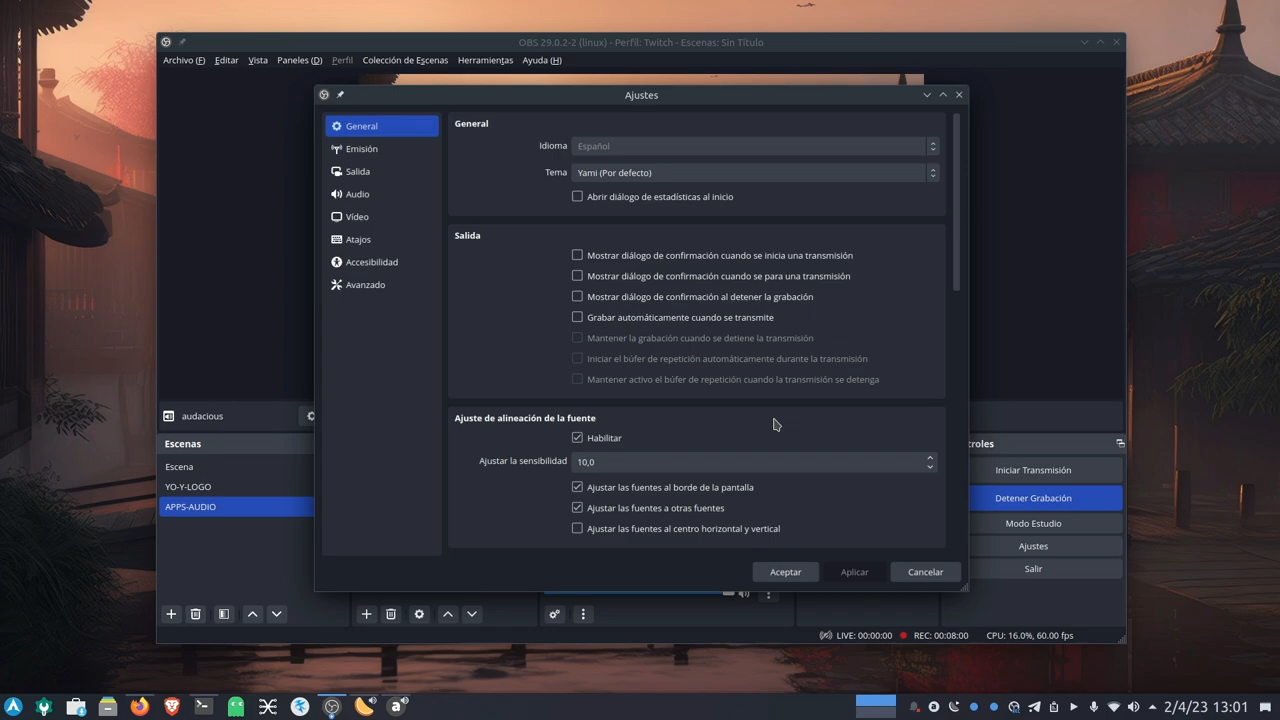 OBS 29.0.2-2 (linux) - Perfil: Twitch - Escenas: Sin Título
Archivo (F) Editar Vista Paneles (D) Perfil Colección de Escenas Herramientas Ayuda (H)
Ajustes
General
Emisión
Salida
Audio
Vídeo
Atajos
Accesibilidad
Avanzado
General
Idioma Español
Tema Yami (Por defecto)
Abrir diálogo de estadísticas al inicio
Salida
Mostrar diálogo de confirmación cuando se inicia una transmisión
Mostrar diálogo de confirmación cuando se para una transmisión
Mostrar diálogo de confirmación al detener la grabación
Grabar automáticamente cuando se transmite
Mantener la grabación cuando se detiene la transmisión
Iniciar el búfer de repetición automáticamente durante la transmisión
Mantener activo el búfer de repetición cuando la transmisión se detenga
Ajuste de alineación de la fuente
Habilitar
Ajustar la sensibilidad 10,0
Ajustar las fuentes al borde de la pantalla
Ajustar las fuentes a otras fuentes
Ajustar las fuentes al centro horizontal y vertical
Aceptar Aplicar Cancelar
audacious
Escenas
Escena
YO-Y-LOGO
APPS-AUDIO
roles
Iniciar Transmisión
Detener Grabación
Modo Estudio
Ajustes
Salir
LIVE: 00:00:00 REC: 00:08:00 CPU: 16.0%, 60.00 fps
2/4/23 13:01